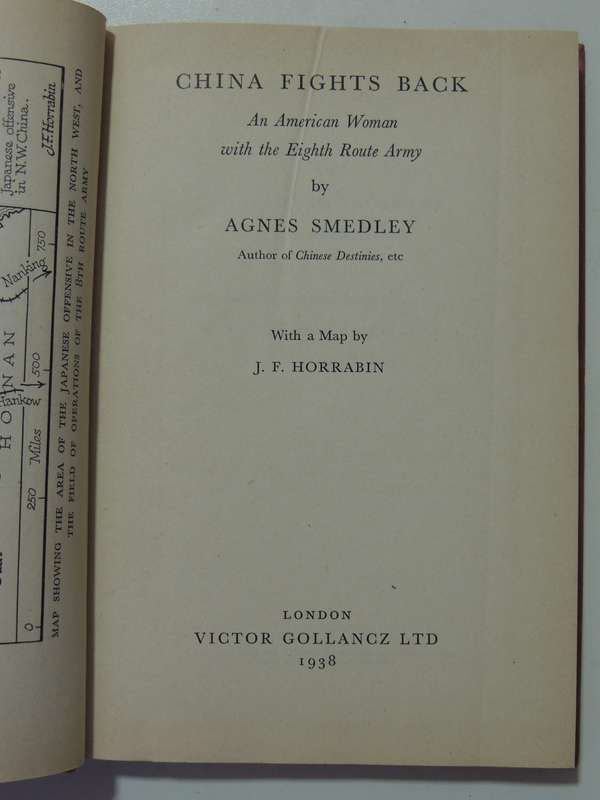 Japanese offensive
in N.W. China..
J.F. Horrabin
Nanking
HONAN
Hankow
0 250 Miles 500 750
MAP SHOWING THE AREA OF THE JAPANESE OFFENSIVE IN THE NORTH WEST, AND
THE FIELD OF OPERATIONS OF THE 8TH ROUTE ARMY
CHINA FIGHTS BACK
An American Woman
with the Eighth Route Army
by
AGNES SMEDLEY
Author of Chinese Destinies, etc
With a Map by
J. F. HORRABIN
LONDON
VICTOR GOLLANCZ LTD
1938